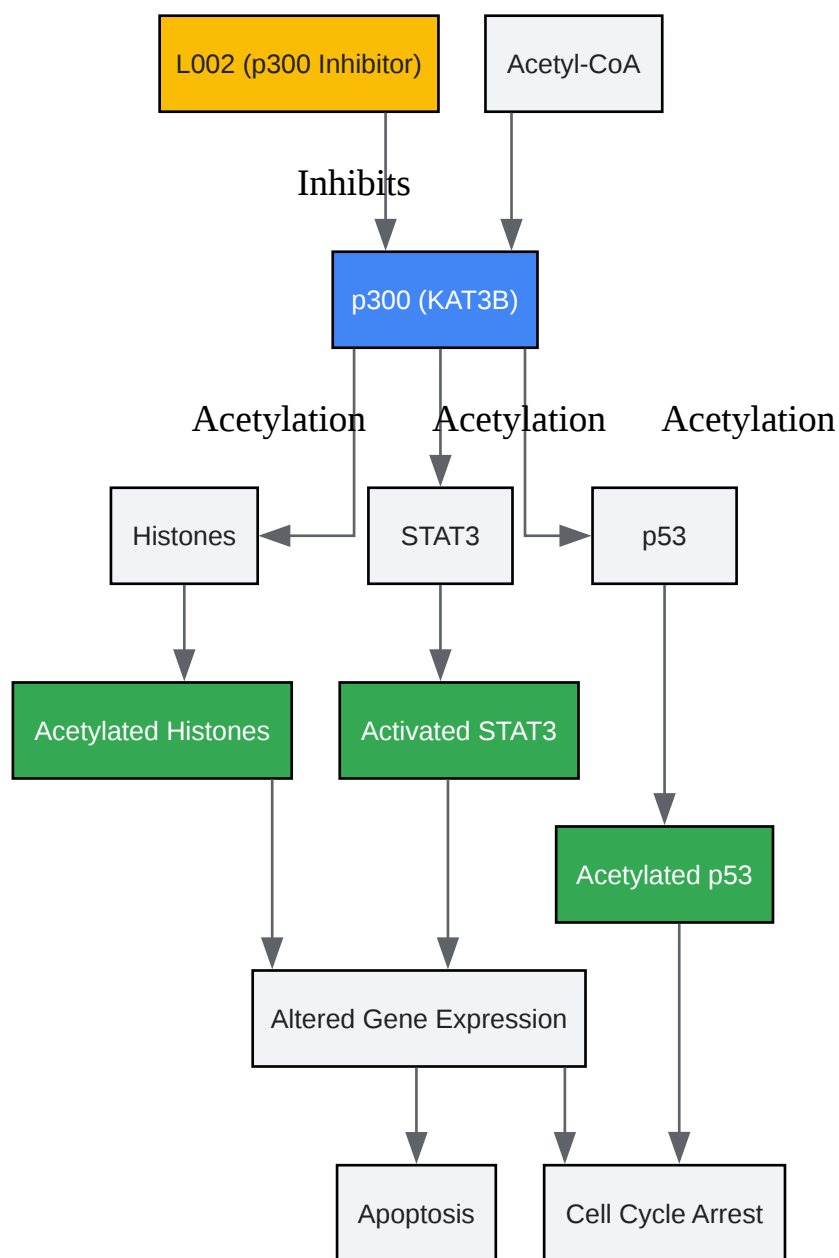 L002 (p300 Inhibitor)
Acetyl-CoA
Inhibits
p300 (KAT3B)
Acetylation
Acetylation
Acetylation
Histones
STAT3
p53
Acetylated Histones
Activated STAT3
Acetylated p53
Altered Gene Expression
Apoptosis
Cell Cycle Arrest